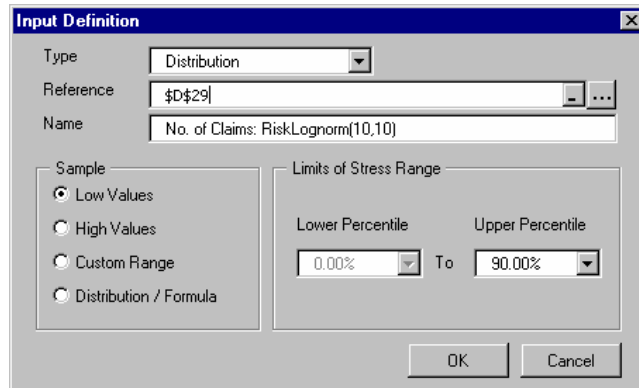 Input Definition
Type Distribution
Reference $D$29
Name No. of Claims: RiskLognorm(10,10)
Sample
Low Values
High Values
Custom Range
Distribution / Formula
Limits of Stress Range
Lower Percentile Upper Percentile
0.00% To 90.00%
OK Cancel